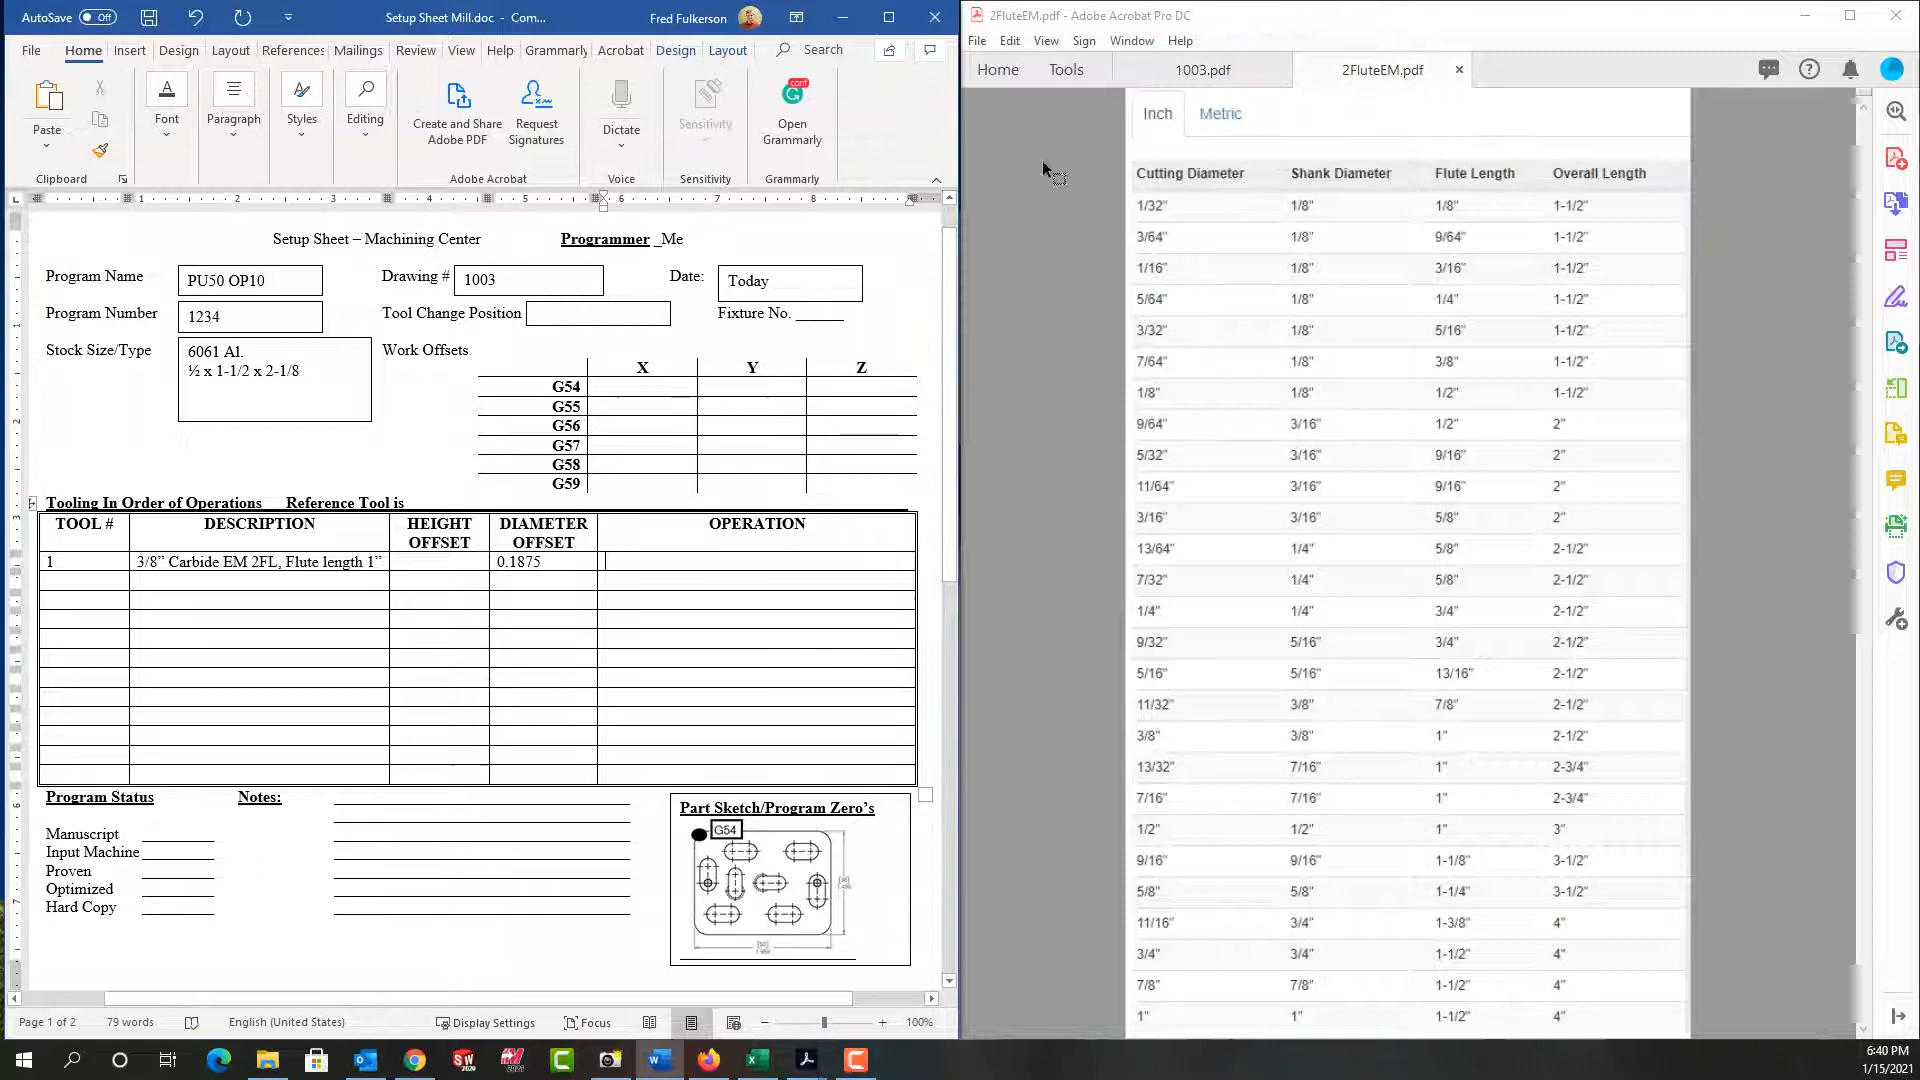 AutoSave Off Setup Sheet Mill.doc - Com... Fred Fulkerson
File Home Insert Design Layout References Mailings Review View Help Grammarly Acrobat Design Layout Search
Paste Font Paragraph Styles Editing Create and Share Adobe PDF Request Signatures Dictate Sensitivity Open Grammarly
Clipboard Adobe Acrobat Voice Sensitivity Grammarly
Setup Sheet – Machining Center Programmer _Me
Program Name PU50 OP10 Drawing # 1003 Date: Today
Program Number 1234 Tool Change Position Fixture No. ______
Stock Size/Type 6061 Al. Work Offsets
½ x 1-1/2 x 2-1/8
X Y Z
G54
G55
G56
G57
G58
G59
Tooling In Order of Operations Reference Tool is
TOOL # DESCRIPTION HEIGHT OFFSET DIAMETER OFFSET OPERATION
1 3/8” Carbide EM 2FL, Flute length 1” 0.1875
Program Status Notes: Part Sketch/Program Zero’s
G54
Manuscript
Input Machine
Proven
Optimized
Hard Copy
Page 1 of 2 79 words English (United States) Display Settings Focus 100%
2FluteEM.pdf - Adobe Acrobat Pro DC
File Edit View Sign Window Help
Home Tools 1003.pdf 2FluteEM.pdf
Inch Metric
Cutting Diameter Shank Diameter Flute Length Overall Length
1/32" 1/8" 1/8" 1-1/2"
3/64" 1/8" 9/64" 1-1/2"
1/16" 1/8" 3/16" 1-1/2"
5/64" 1/8" 1/4" 1-1/2"
3/32" 1/8" 5/16" 1-1/2"
7/64" 1/8" 3/8" 1-1/2"
1/8" 1/8" 1/2" 1-1/2"
9/64" 3/16" 1/2" 2"
5/32" 3/16" 9/16" 2"
11/64" 3/16" 9/16" 2"
3/16" 3/16" 5/8" 2"
13/64" 1/4" 5/8" 2-1/2"
7/32" 1/4" 5/8" 2-1/2"
1/4" 1/4" 3/4" 2-1/2"
9/32" 5/16" 3/4" 2-1/2"
5/16" 5/16" 13/16" 2-1/2"
11/32" 3/8" 7/8" 2-1/2"
3/8" 3/8" 1" 2-1/2"
13/32" 7/16" 1" 2-3/4"
7/16" 7/16" 1" 2-3/4"
1/2" 1/2" 1" 3"
9/16" 9/16" 1-1/8" 3-1/2"
5/8" 5/8" 1-1/4" 3-1/2"
11/16" 3/4" 1-3/8" 4"
3/4" 3/4" 1-1/2" 4"
7/8" 7/8" 1-1/2" 4"
1" 1" 1-1/2" 4"
6:40 PM
1/15/2021